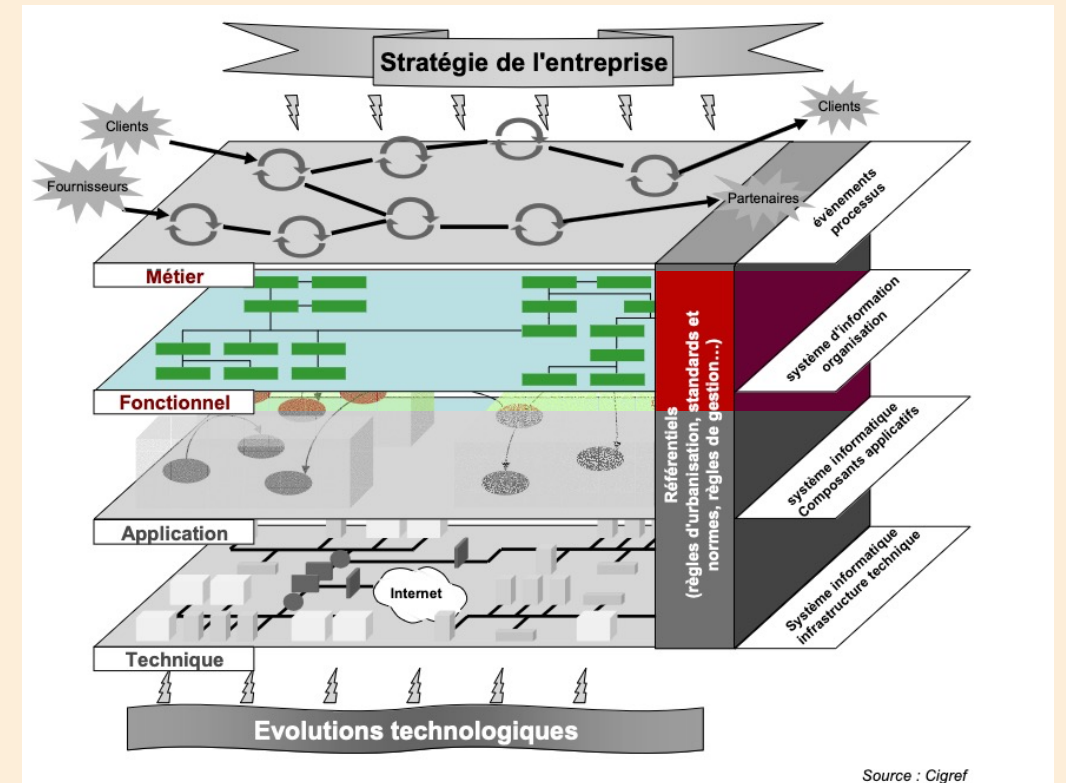 Stratégie de l'entreprise
Clients
Clients
Fournisseurs
Partenaires
évènements
processus
Métier
système d'information
organisation
Fonctionnel
Référentiels
(règles d'urbanisation, standards et
normes, règles de gestion...)
système informatique
Composants applicatifs
Application
Internet
Système informatique
infrastructure technique
Technique
Evolutions technologiques
Source : Cigref